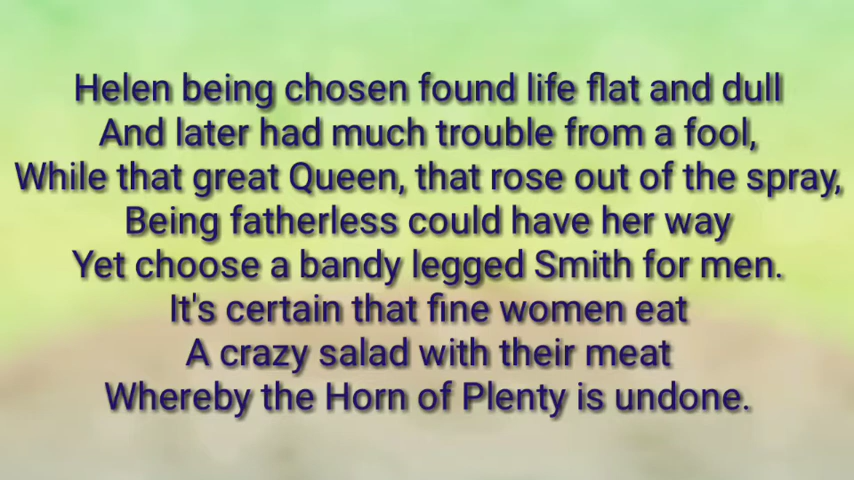 Helen being chosen found life flat and dull
And later had much trouble from a fool,
While that great Queen, that rose out of the spray,
Being fatherless could have her way
Yet choose a bandy legged Smith for men.
It's certain that fine women eat
A crazy salad with their meat
Whereby the Horn of Plenty is undone.